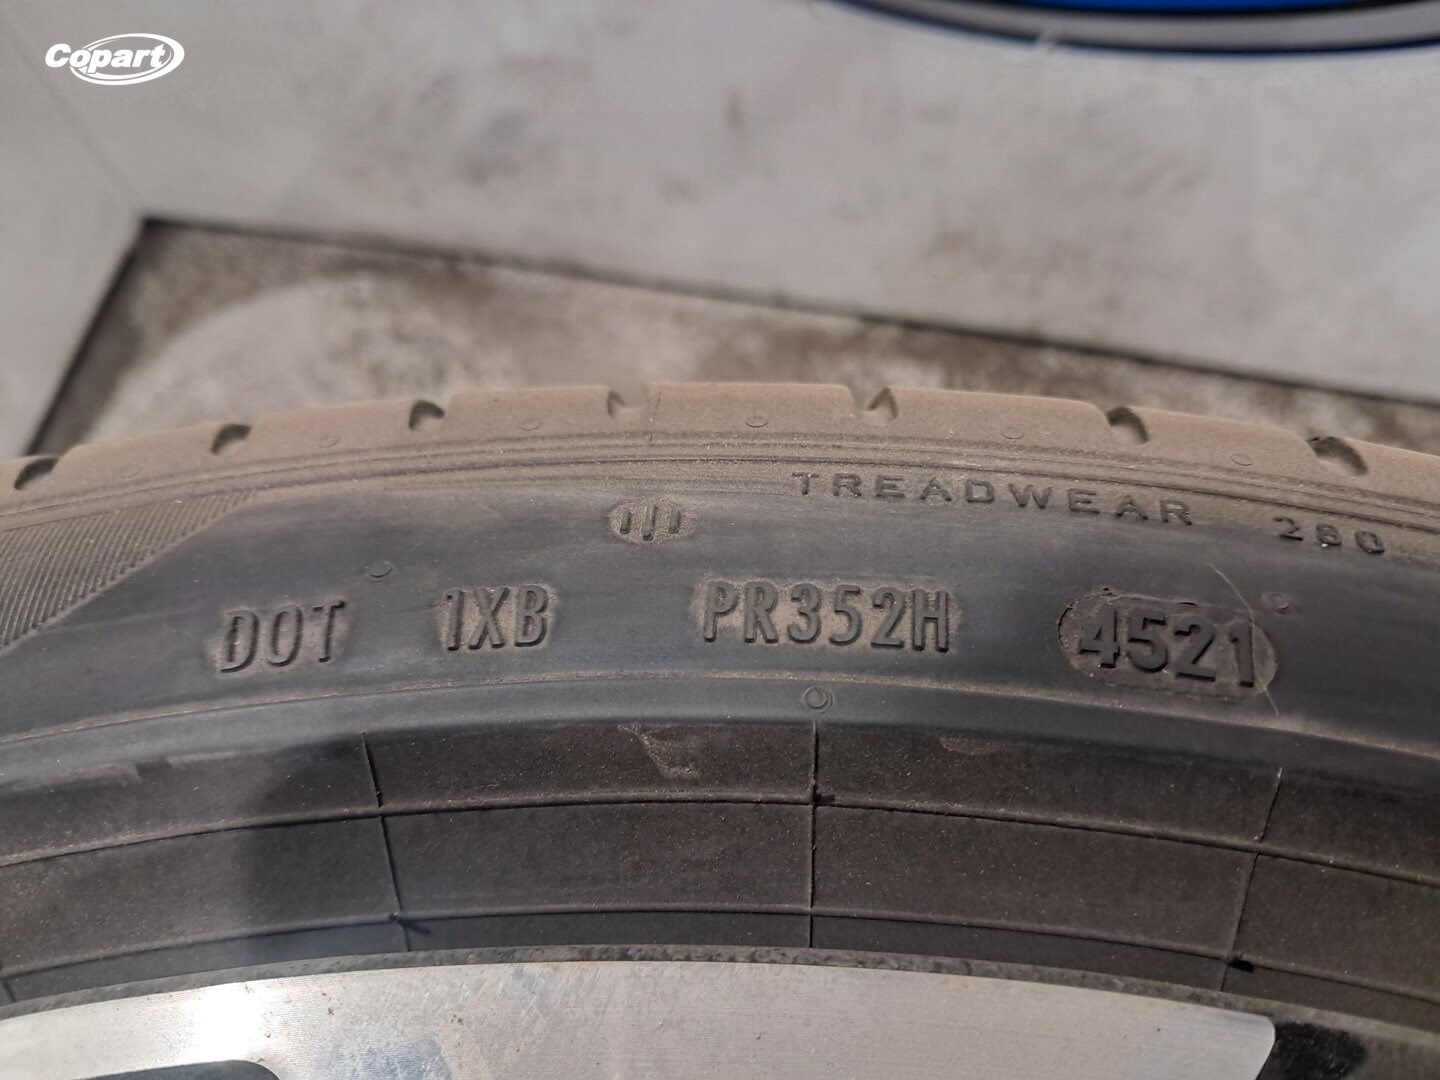 Copart
TREADWEAR 280
DOT 1XB PR352H 4521